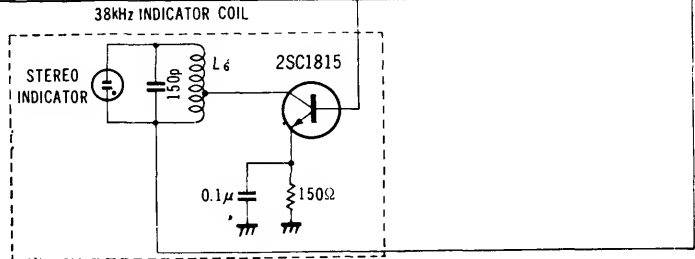 38kHz INDICATOR COIL
STEREO
INDICATOR
150p
L6
2SC1815
0.1μ
150Ω